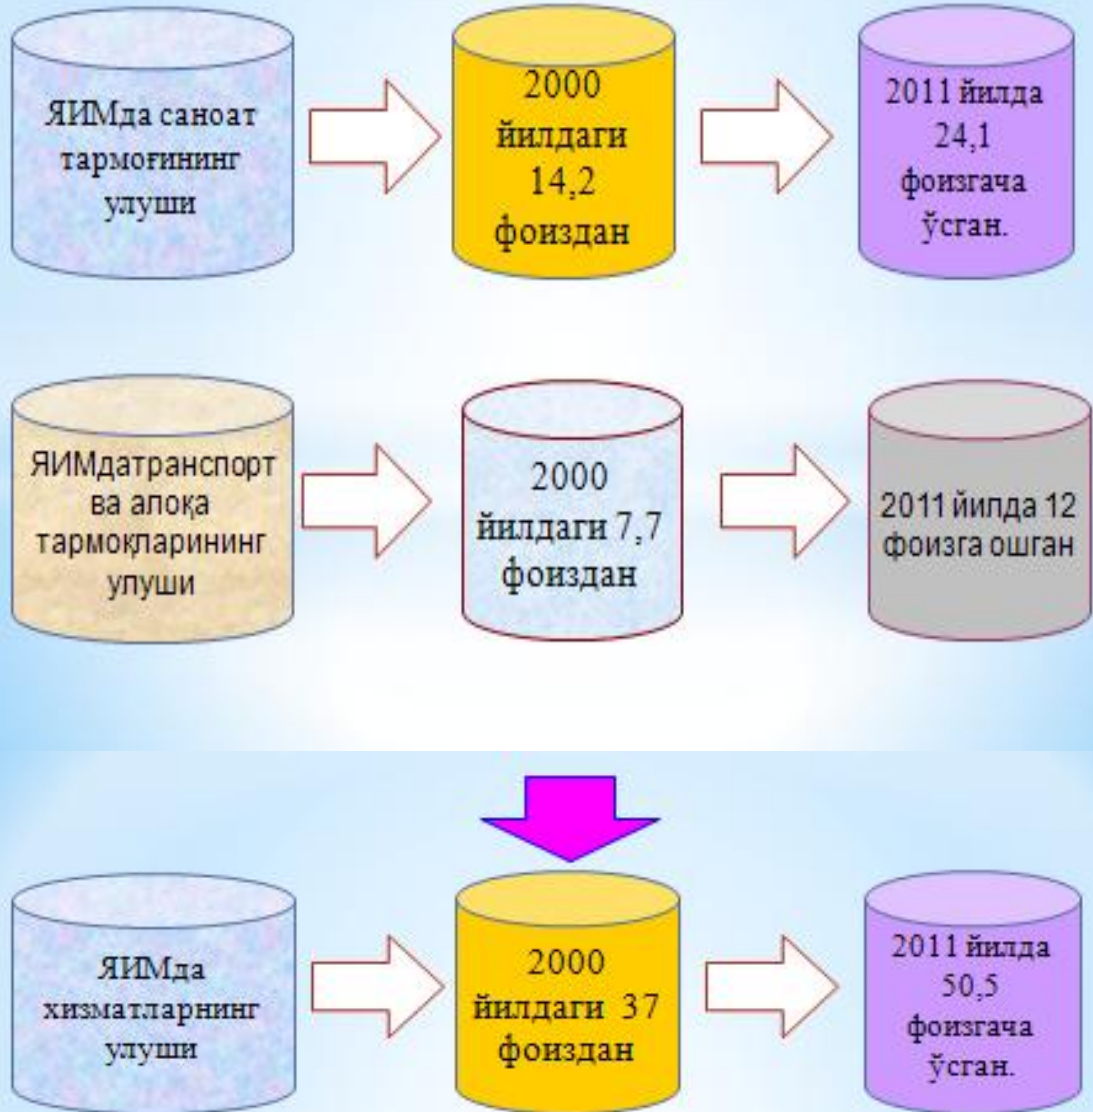 ЯИМда саноат
тармоғининг
улуши
2000
йилдаги
14,2
фоиздан
2011 йилда
24,1
фоизгача
ўсган.
ЯИМдатранспорт
ва алоқа
тармоқларининг
улуши
2000
йилдаги 7,7
фоиздан
2011 йилда 12
фоизга ошган
ЯИМда
хизматларнинг
улуши
2000
йилдаги 37
фоиздан
2011 йилда
50,5
фоизгача
ўсган.